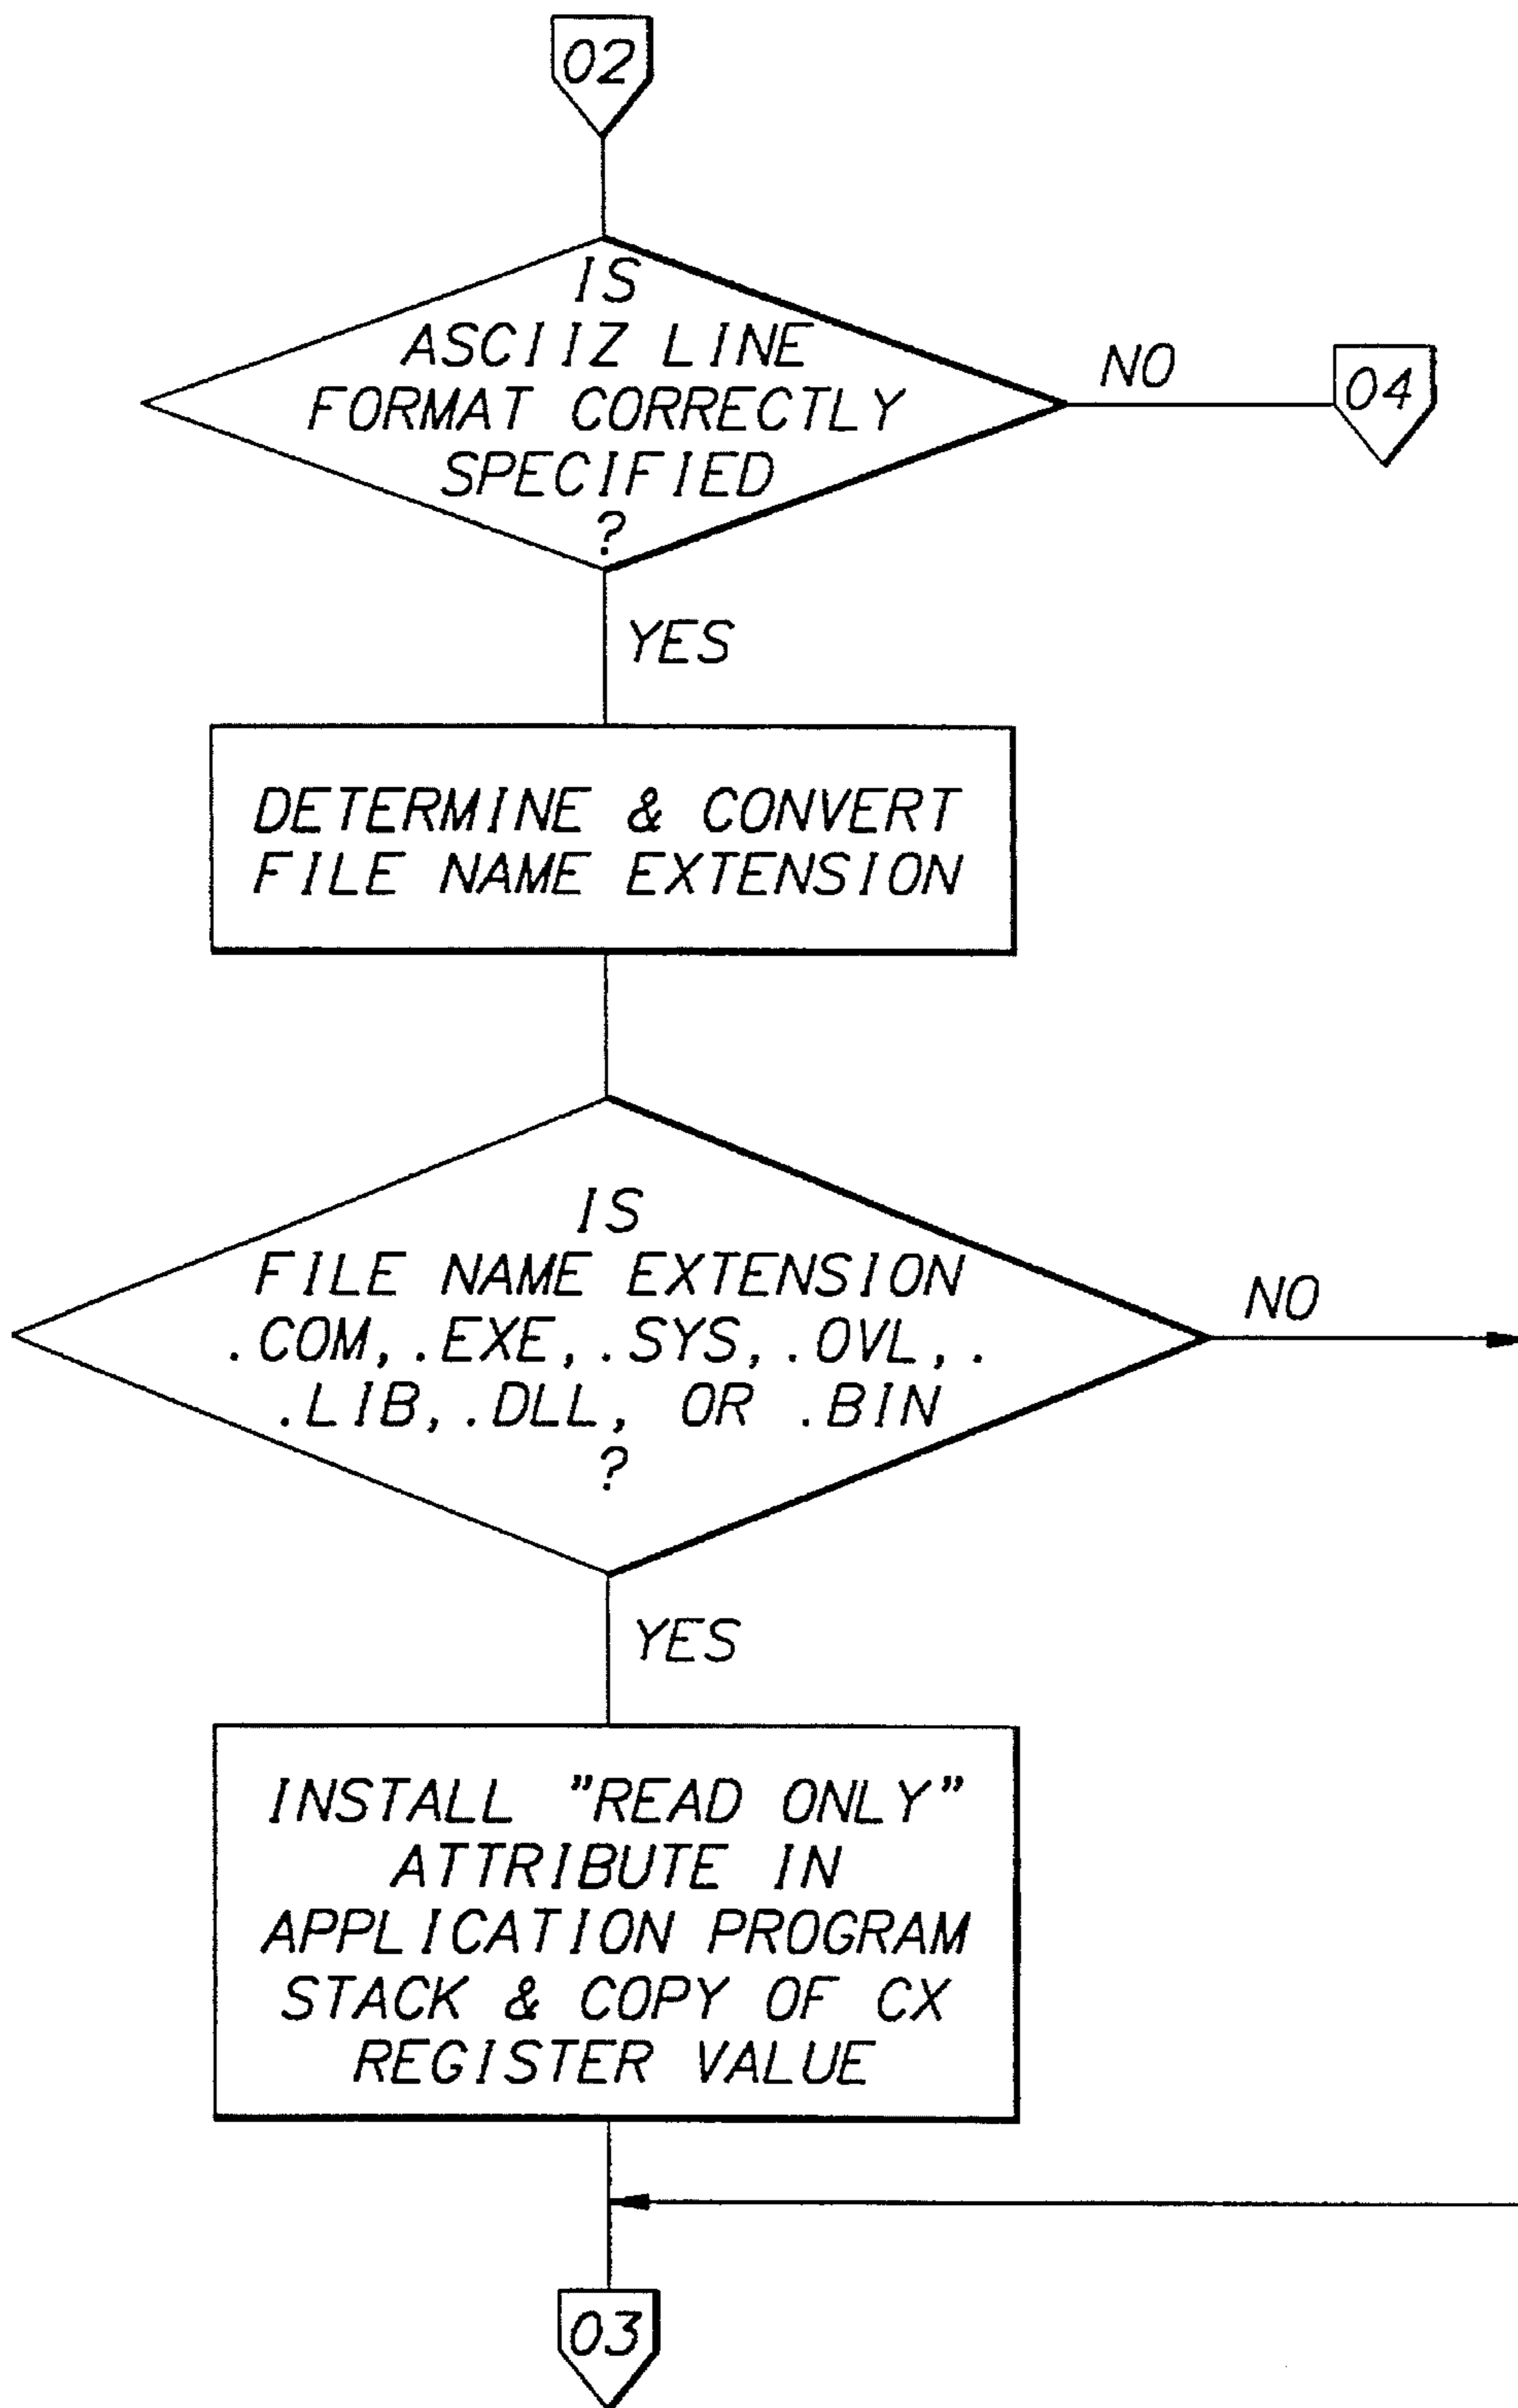 02
IS
ASCIIZ LINE
FORMAT CORRECTLY
SPECIFIED
?
NO
04
YES
DETERMINE & CONVERT
FILE NAME EXTENSION
IS
FILE NAME EXTENSION
.COM, .EXE, .SYS, .OVL, .
.LIB, .DLL, OR .BIN
?
NO
YES
INSTALL "READ ONLY"
ATTRIBUTE IN
APPLICATION PROGRAM
STACK & COPY OF CX
REGISTER VALUE
03